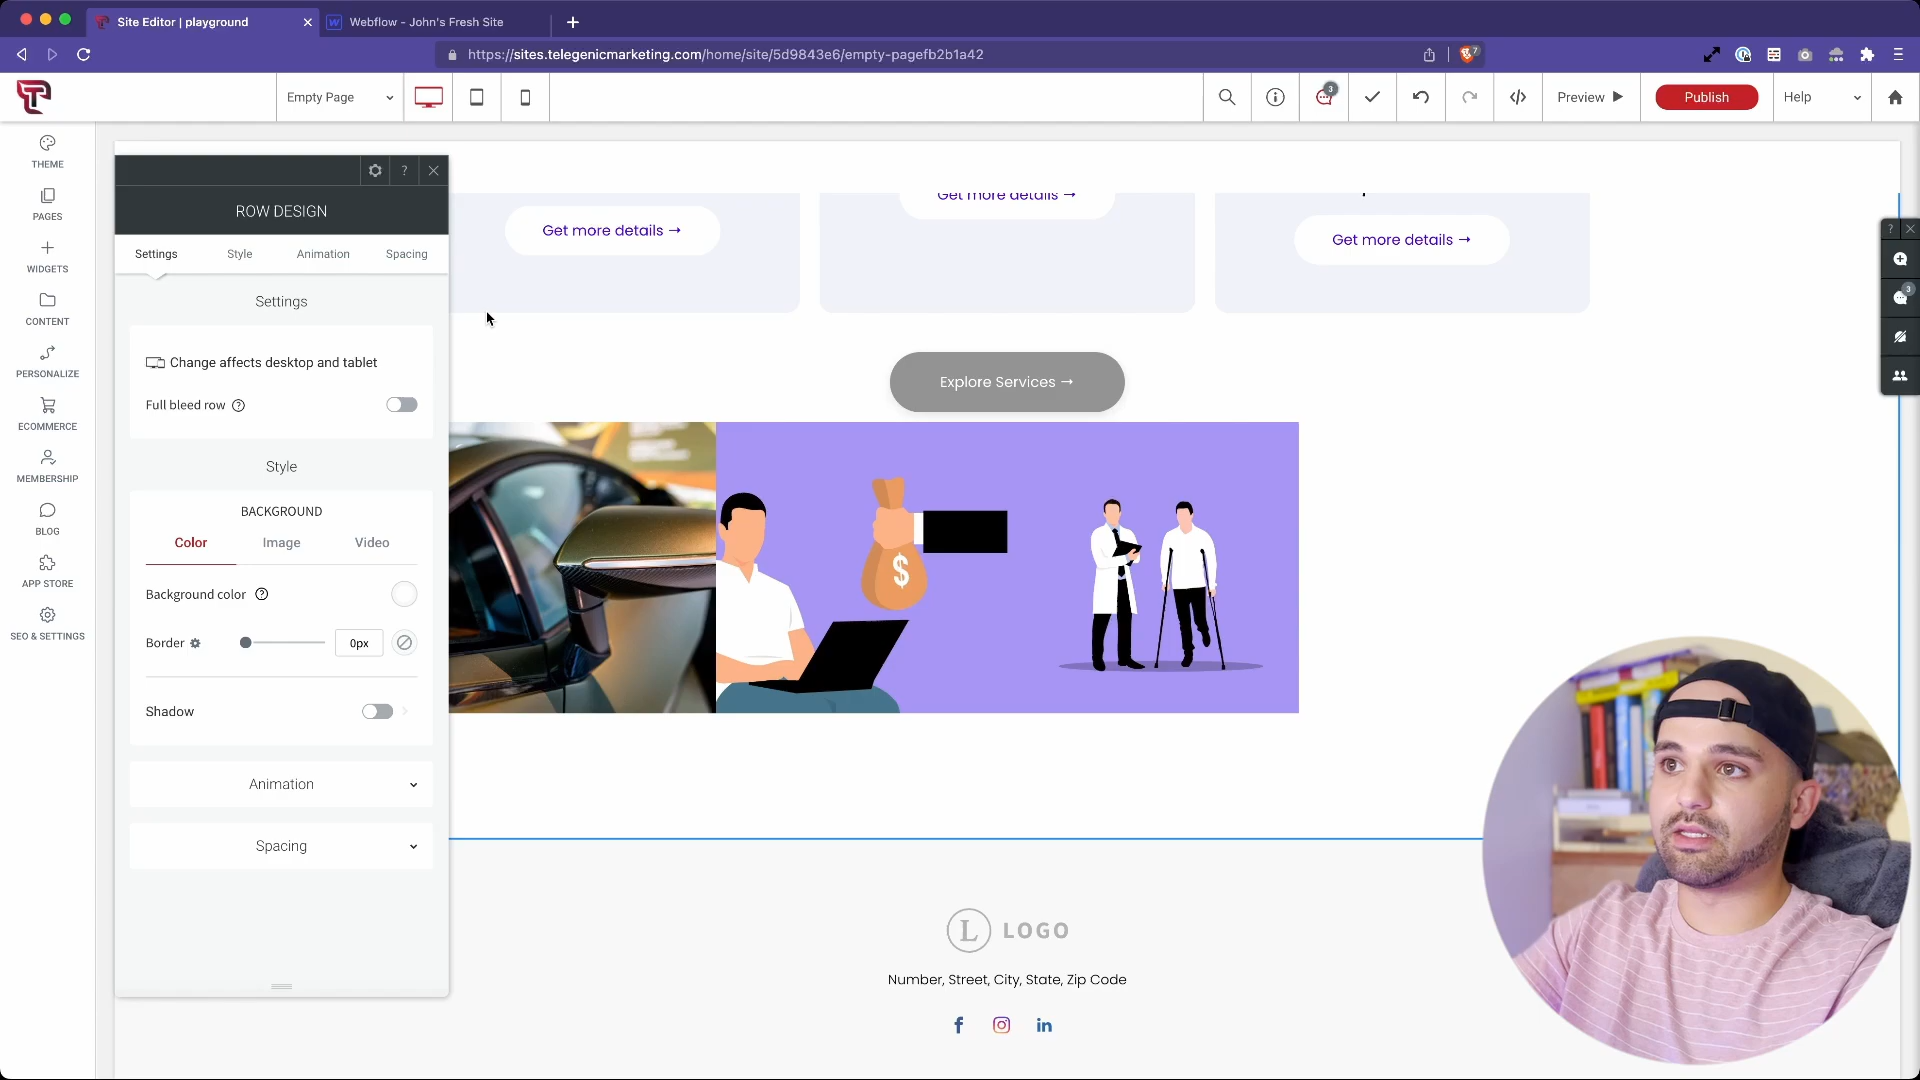 Site Editor | playground
Webflow - John's Fresh Site
https://sites.telegenicmarketing.com/home/site/5d9843e6/empty-pagefb2b1a42
7
Empty Page
3
Preview
Publish
Help
THEME
PAGES
WIDGETS
CONTENT
PERSONALIZE
ECOMMERCE
MEMBERSHIP
BLOG
APP STORE
SEO & SETTINGS
?
ROW DESIGN
Settings
Style
Animation
Spacing
Settings
Change affects desktop and tablet
Full bleed row ?
Style
BACKGROUND
Color
Image
Video
Background color ?
Border
0px
Shadow
Animation
Spacing
Get more details →
Get more details →
Get more details →
Explore Services →
$
?
3
L LOGO
Number, Street, City, State, Zip Code